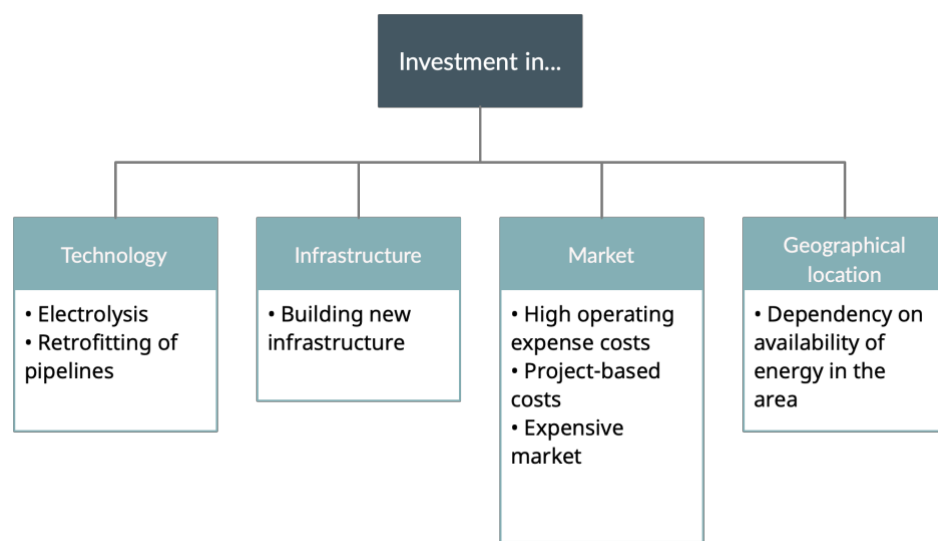 Investment in...
Technology
• Electrolysis
• Retrofitting of
pipelines
Infrastructure
• Building new
infrastructure
Market
• High operating
expense costs
• Project-based
costs
• Expensive
market
Geographical
location
• Dependency on
availability of
energy in the
area